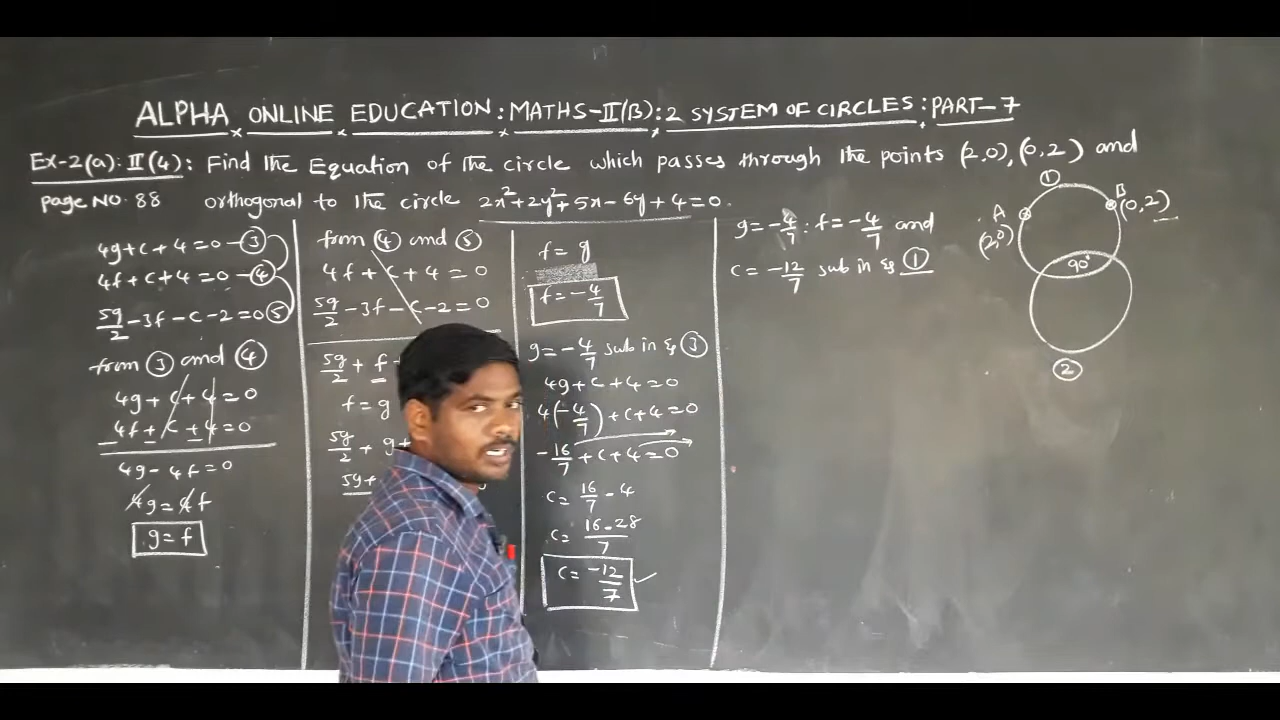 ALPHA ONLINE EDUCATION: MATHS-II(B): 2 SYSTEM OF CIRCLES: PART-7
Ex-2(a): II(4): Find the Equation of the circle which passes through the points (2,0), (0,2) and
page NO. 88 orthogonal to the circle 2x²+2y²+5x-6y+4=0.
4g+c+4=0-③
4f+c+4=0-④
5g/2-3f-c-2=0⑤
from ③ and ④
4g+c+4=0
4f+c+4=0
4g-4f=0
4g=4f
g=f
from ④ and ⑤
4f+c+4=0
5g/2-3f-c-2=0
5g/2+f
f=g
5g/2+g+
5g+
f=g
f=-4/7
g=-4/7 sub in Eq ③
4g+c+4=0
4(-4/7)+c+4=0
-16/7+c+4=0
c=16/7-4
c=16-28/7
c=-12/7
g=-4/7: f=-4/7 and
c=-12/7 sub in Eq ①
①
A
(2,0)
B
(0,2)
90°
②